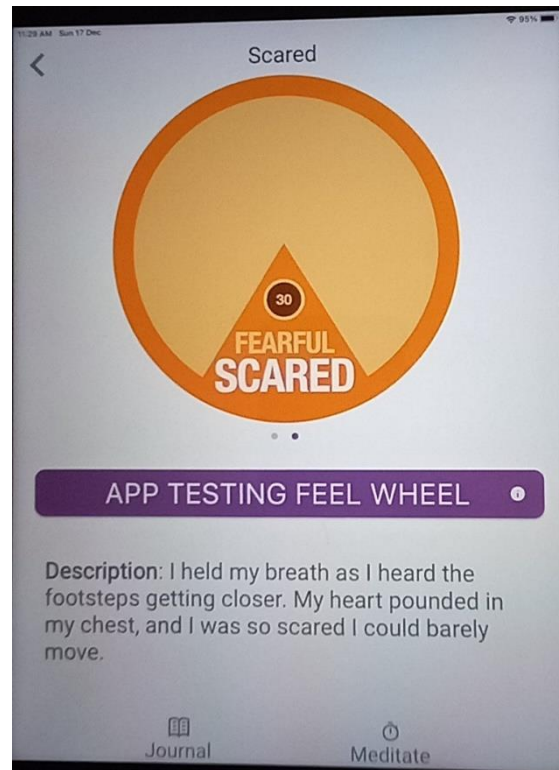 11:29 AM Sun 17 Dec
95%
Scared
30
FEARFUL
SCARED
APP TESTING FEEL WHEEL
i
Description: I held my breath as I heard the
footsteps getting closer. My heart pounded in
my chest, and I was so scared I could barely
move.
Journal
Meditate